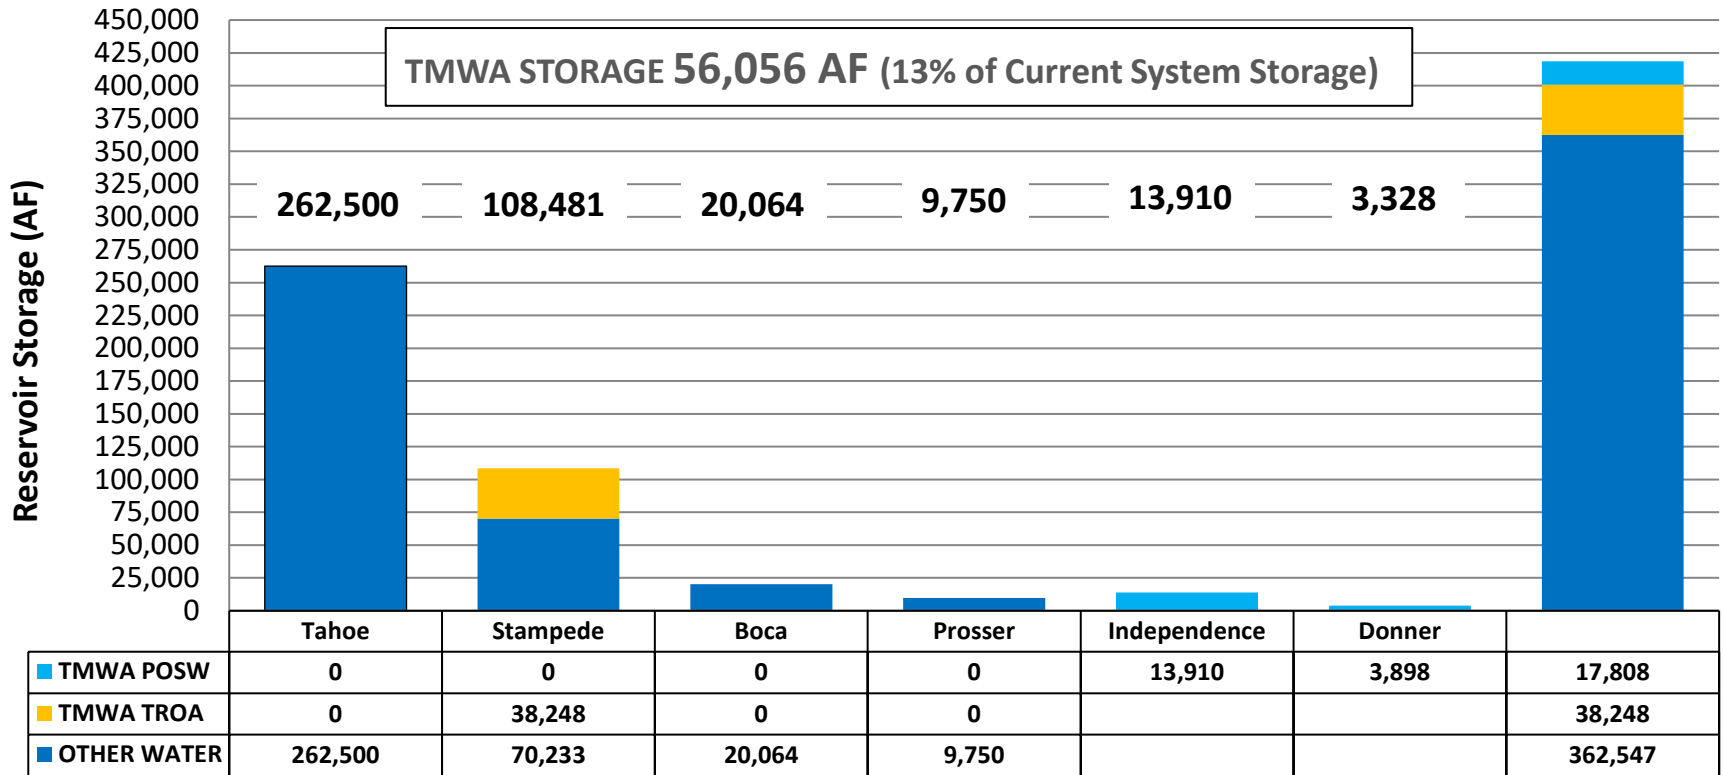 450,000
425,000
400,000
375,000
350,000
325,000
300,000
275,000
250,000
225,000
200,000
175,000
150,000
125,000
100,000
75,000
50,000
25,000
0
Reservoir Storage (AF)
TMWA STORAGE 56,056 AF (13% of Current System Storage)
262,500 108,481 20,064 9,750 13,910 3,328
Tahoe Stampede Boca Prosser Independence Donner
TMWA POSW 0 0 0 0 13,910 3,898 17,808
TMWA TROA 0 38,248 0 0 38,248
OTHER WATER 262,500 70,233 20,064 9,750 362,547